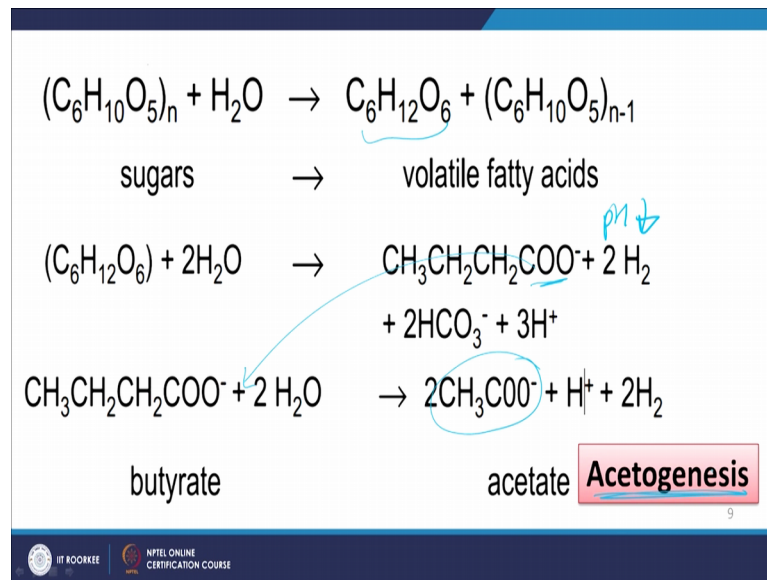 (C₆H₁₀O₅)ₙ + H₂O → C₆H₁₂O₆ + (C₆H₁₀O₅)ₙ₋₁
sugars → volatile fatty acids
pH ↓
(C₆H₁₂O₆) + 2H₂O → CH₃CH₂CH₂COO⁻+ 2 H₂
+ 2HCO₃⁻ + 3H⁺
CH₃CH₂CH₂COO⁻ + 2 H₂O → 2CH₃C00⁻ + H⁺ + 2H₂
butyrate acetate Acetogenesis
9
IIT ROORKEE NPTEL ONLINE
CERTIFICATION COURSE